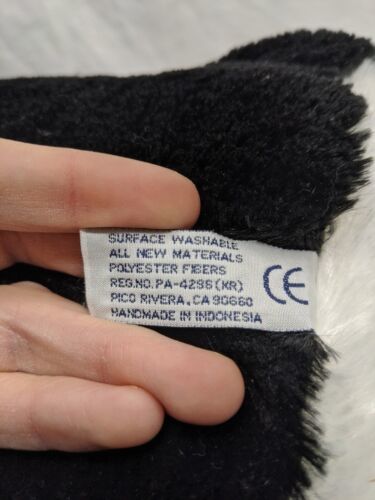 SURFACE WASHABLE
ALL NEW MATERIALS
POLYESTER FIBERS
REG.NO.PA-4296(KR)
PICO RIVERA, CA 90660
HANDMADE IN INDONESIA
CE